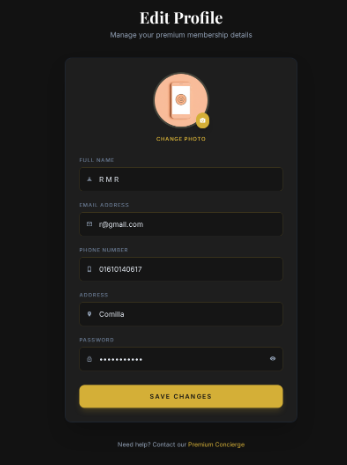 Edit Profile
Manage your premium membership details
CHANGE PHOTO
FULL NAME
R M R
EMAIL ADDRESS
r@gmail.com
PHONE NUMBER
01610140617
ADDRESS
Comilla
PASSWORD
•••••••••••
SAVE CHANGES
Need help? Contact our Premium Concierge